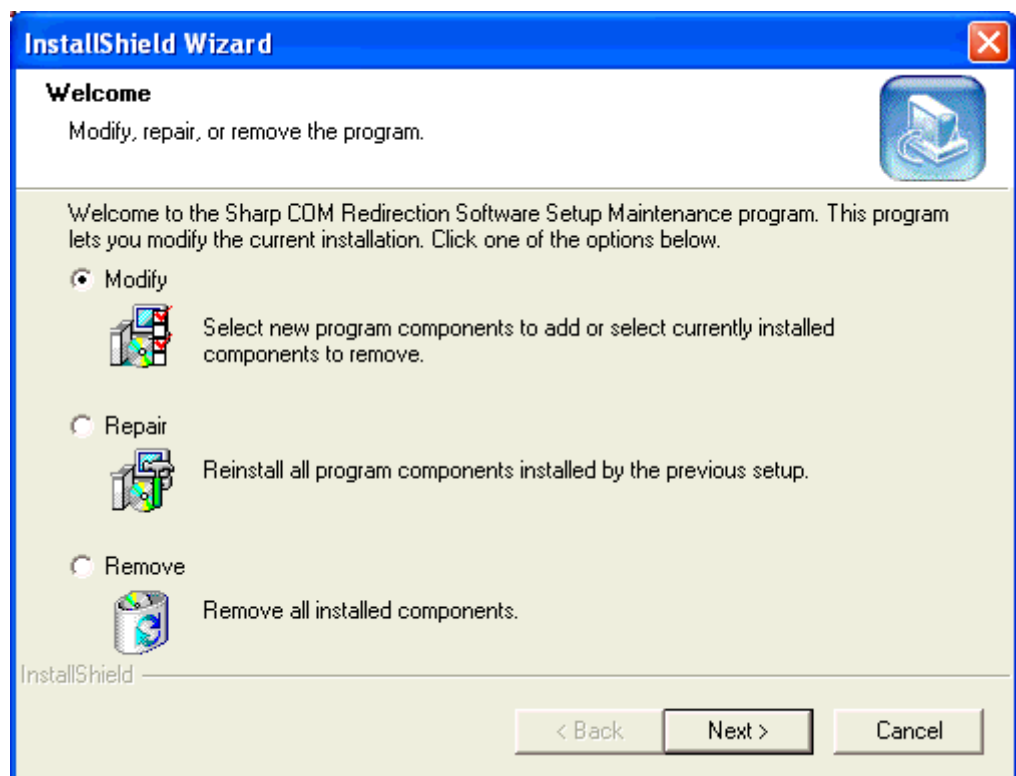 InstallShield Wizard
Welcome
Modify, repair, or remove the program.
Welcome to the Sharp COM Redirection Software Setup Maintenance program. This program
lets you modify the current installation. Click one of the options below.
Modify
Select new program components to add or select currently installed
components to remove.
Repair
Reinstall all program components installed by the previous setup.
Remove
Remove all installed components.
InstallShield
< Back
Next >
Cancel